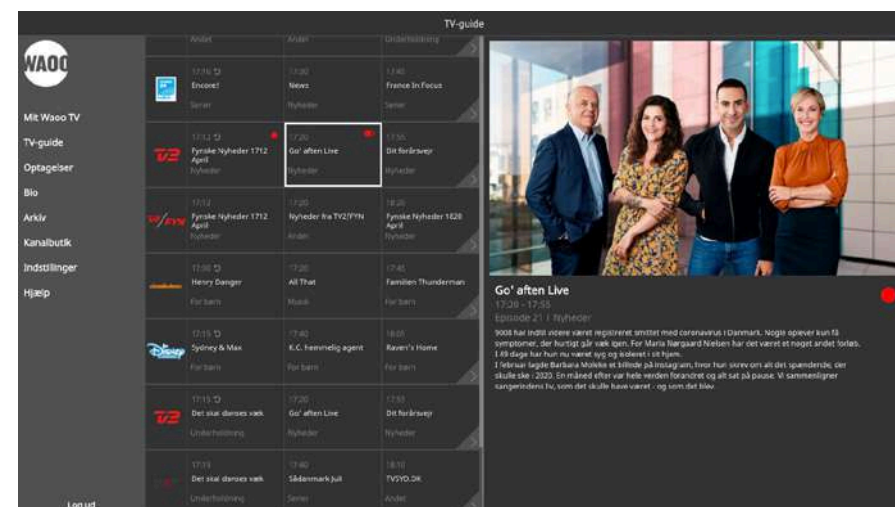 TV-guide
WAOO
Mit Waoo TV
TV-guide
Optagelser
Bio
Arkiv
Kanalbutik
Indstillinger
Hjælp
Log ud
Andet Andet Underholdning
17:20 17:40
Encore! News France In Focus
Serier Nyheder Serier
17:12 17:20 17:55
Fynske Nyheder 1712 Go' aften Live Dit forårsvejr
April
Nyheder Nyheder Nyheder
TV2
17:12 17:20 18:20
Fynske Nyheder 1712 Nyheder fra TV2/FYN Fynske Nyheder 1820
April April
Nyheder Andet Nyheder
/FYN
17:20 17:45
Henry Danger All That Familien Thunderman
For børn Musik For børn
17:15 17:40 18:05
Disney Sydney & Max K.C. hemmelig agent Raven's Home
For børn For børn For børn
17:15 17:20 17:55
TV2 Det skal danses væk Go' aften Live Dit forårsvejr
Underholdning Nyheder Nyheder
17:15 17:40 18:10
Det skal danses væk Sådanmark Juli TVSYD.DK
Underholdning Serier Andet
Go' aften Live
17:20 - 17:55
Episode 21 | Nyheder
9008 har indtil videre været registreret smittet med coronavirus i Danmark. Nogle oplever kun få
symptomer, der hurtigt går væk igen. For Maria Nørgaard Nielsen har det været et noget andet forløb.
I 49 dage har hun nu været syg og isoleret i sit hjem.
I februar lagde Barbara Moleko et billede på Instagram, hvor hun skrev om alt det spændende, der
skulle ske i 2020. En måned efter var hele verden forandret og alt sat på pause. Vi sammenligner
sangerindens liv, som det skulle have været - og som det blev.